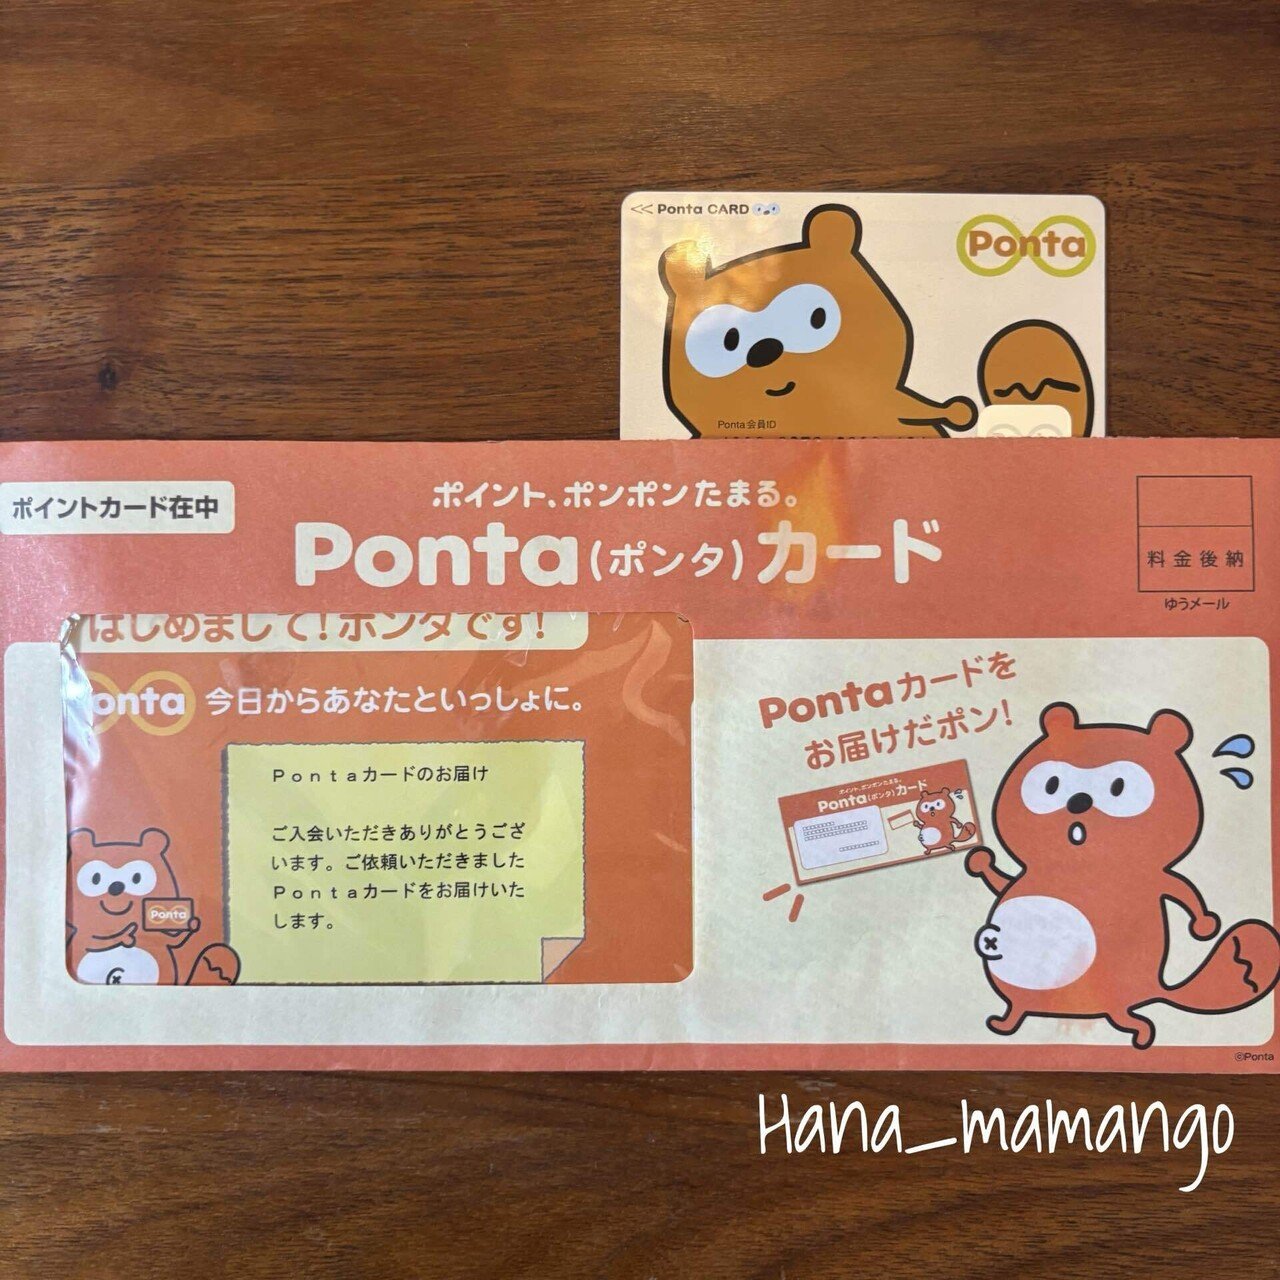 << Ponta CARD
Ponta
Ponta会員ID
ポイントカード在中
ポイント、ポンポンたまる。
Ponta(ポンタ)カード
料金後納
ゆうメール
はじめまして!ポンタです!
onta 今日からあなたといっしょに。
Pontaカードのお届け
ご入会いただきありがとうござ
います。ご依頼いただきました
Pontaカードをお届けいた
します。
Ponta
Pontaカードを
お届けだポン!
ポイント、ポンポンたまる。
Ponta(ポンタ)カード
©Ponta
Hana_mamango